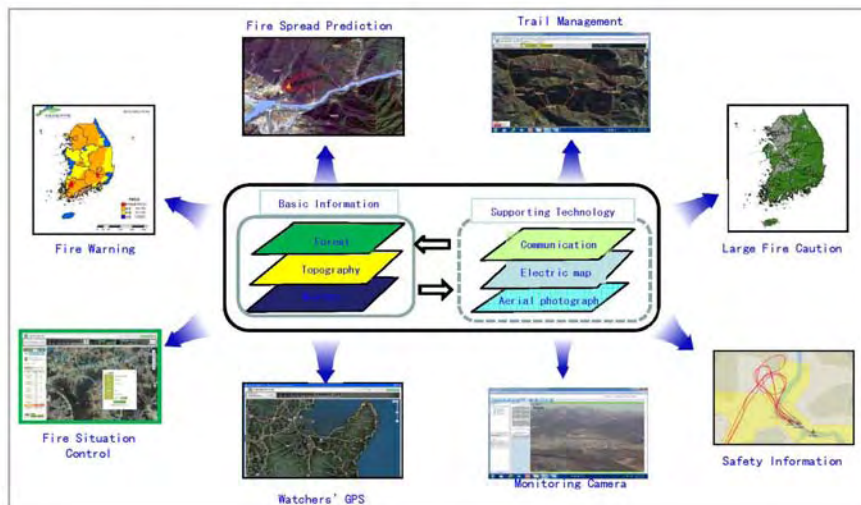 Fire Spread Prediction
Trail Management
Basic Information
Supporting Technology
Forest
Communication
Fire Warning
Large Fire Caution
Topography
Electric map
Aerial photograph
Fire Situation
Control
Safety Information
Monitoring Camera
Watchers' GPS